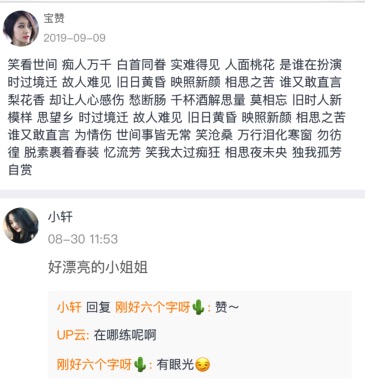 宝赞
2019-09-09
笑看世间 痴人万千 白首同眷 实难得见 人面桃花 是谁在扮演
时过境迁 故人难见 旧日黄昏 映照新颜 相思之苦 谁又敢直言
梨花香 却让人心感伤 愁断肠 千杯酒解思量 莫相忘 旧时人新
模样 思望乡 时过境迁 故人难见 旧日黄昏 映照新颜 相思之苦
谁又敢直言 为情伤 世间事皆无常 笑沧桑 万行泪化寒窗 勿彷
徨 脱素裹着春装 忆流芳 笑我太过痴狂 相思夜未央 独我孤芳
自赏
小轩
08-30 11:53
好漂亮的小姐姐
小轩 回复 刚好六个字呀🌵: 赞~
UP云: 在哪练呢啊
刚好六个字呀🌵: 有眼光😏